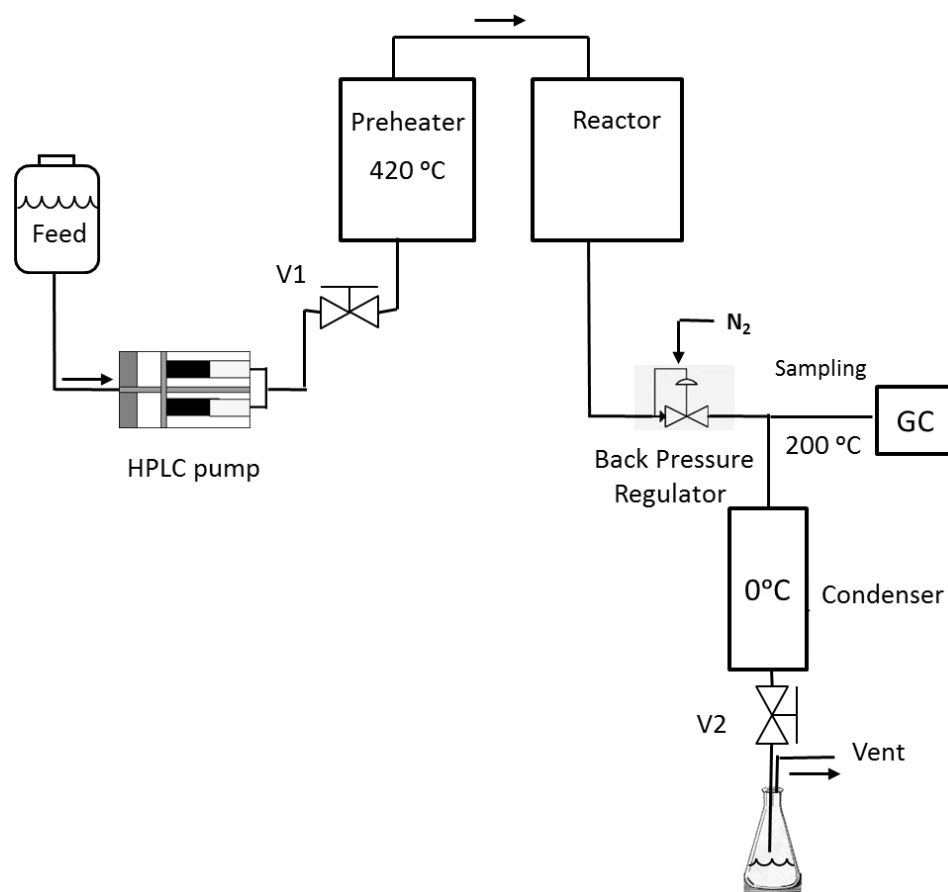 Preheater
420 ºC
Reactor
Feed
V1
N₂
Sampling
GC
200 ºC
HPLC pump
Back Pressure
Regulator
0ºC
Condenser
V2
Vent